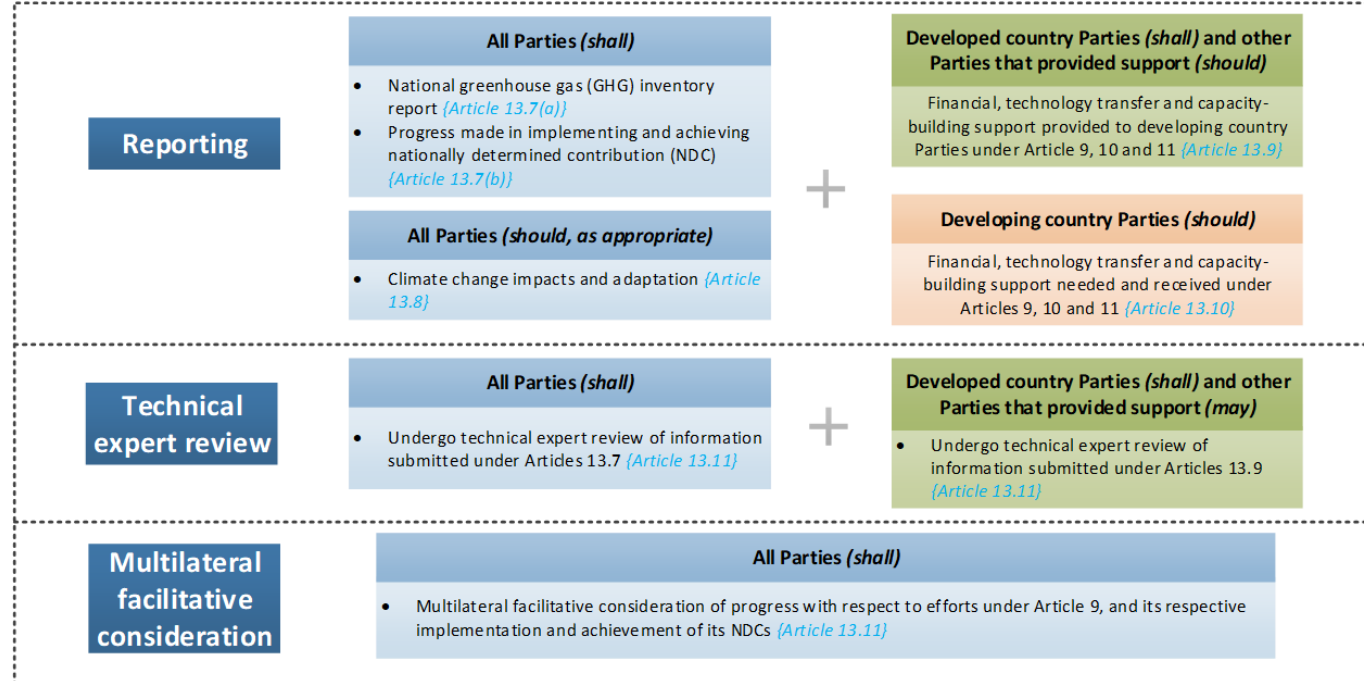 Reporting
All Parties (shall)
• National greenhouse gas (GHG) inventory
report {Article 13.7(a)}
• Progress made in implementing and achieving
nationally determined contribution (NDC)
{Article 13.7(b)}
All Parties (should, as appropriate)
• Climate change impacts and adaptation {Article
13.8}
+
Developed country Parties (shall) and other
Parties that provided support (should)
Financial, technology transfer and capacity-
building support provided to developing country
Parties under Article 9, 10 and 11 {Article 13.9}
Developing country Parties (should)
Financial, technology transfer and capacity-
building support needed and received under
Articles 9, 10 and 11 {Article 13.10}
Technical
expert review
All Parties (shall)
• Undergo technical expert review of information
submitted under Articles 13.7 {Article 13.11}
+
Developed country Parties (shall) and other
Parties that provided support (may)
• Undergo technical expert review of
information submitted under Articles 13.9
{Article 13.11}
Multilateral
facilitative
consideration
All Parties (shall)
• Multilateral facilitative consideration of progress with respect to efforts under Article 9, and its respective
implementation and achievement of its NDCs {Article 13.11}